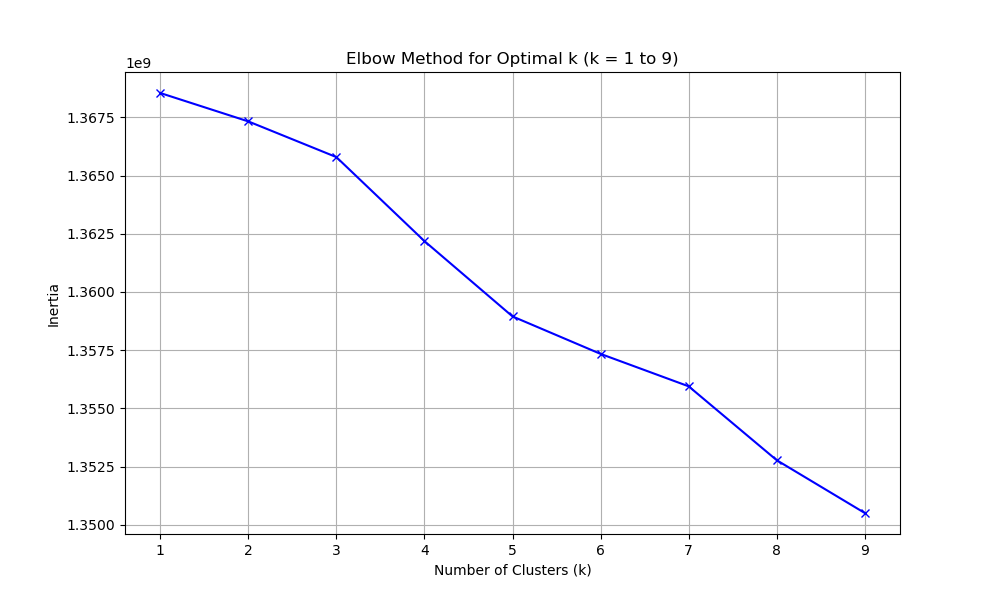 Elbow Method for Optimal k (k = 1 to 9)
1e9
1.3675
1.3650
1.3625
1.3600
1.3575
1.3550
1.3525
1.3500
Inertia
1 2 3 4 5 6 7 8 9
Number of Clusters (k)